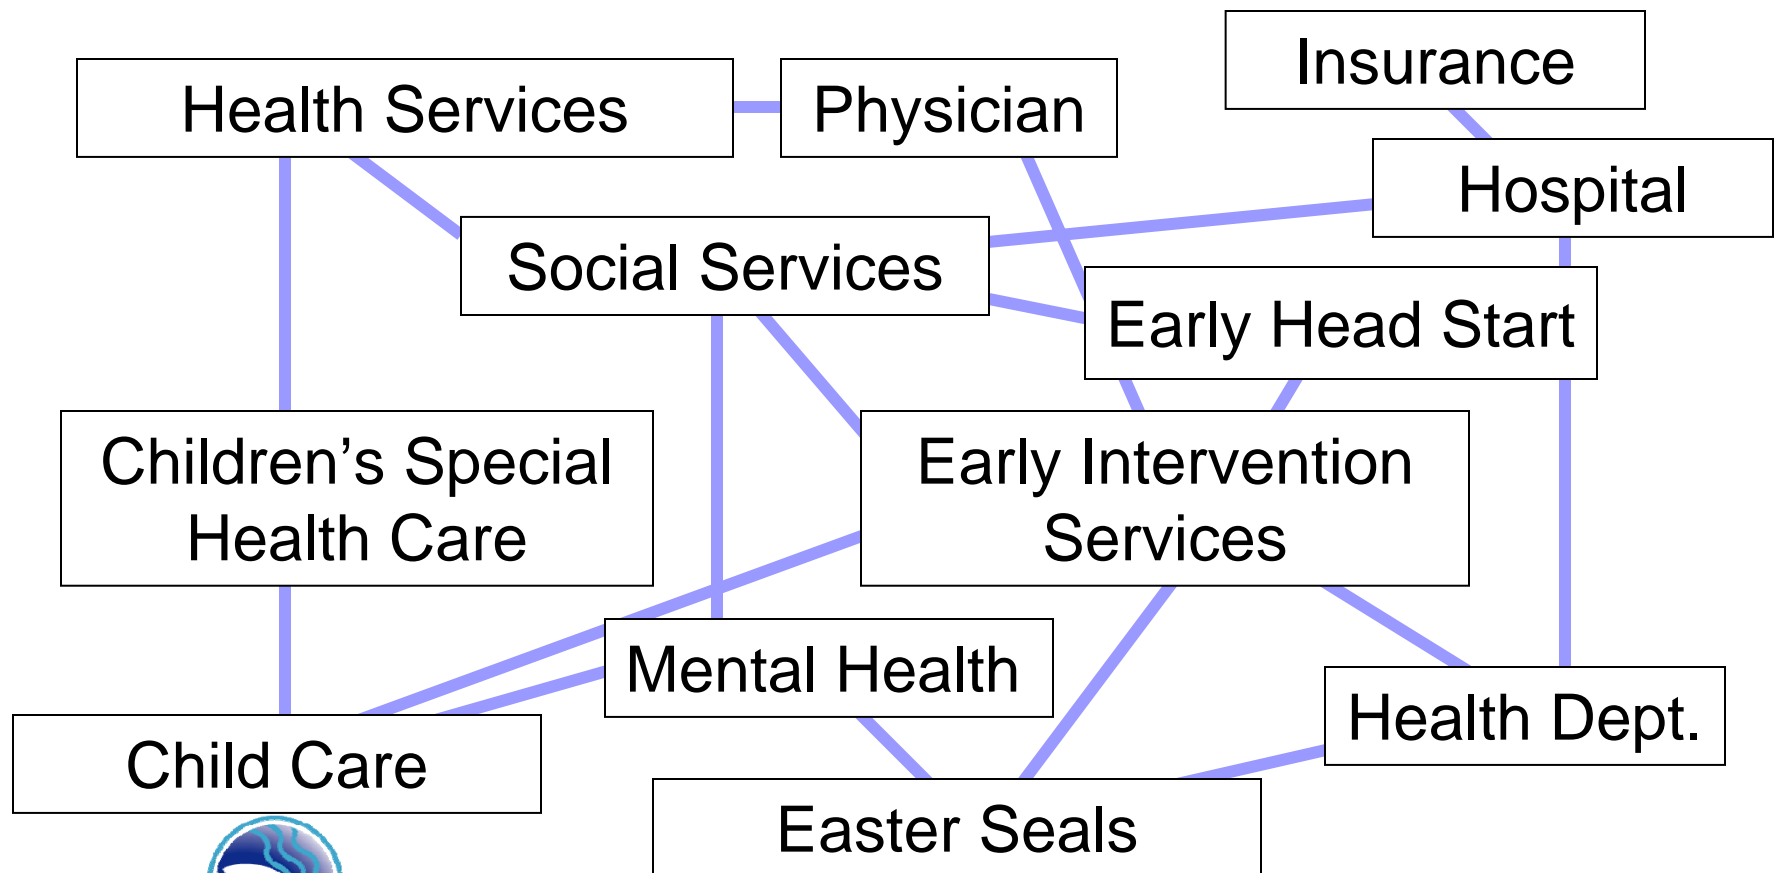 Health Services
Physician
Insurance
Hospital
Social Services
Early Head Start
Children’s Special
Health Care
Early Intervention
Services
Mental Health
Health Dept.
Child Care
Easter Seals